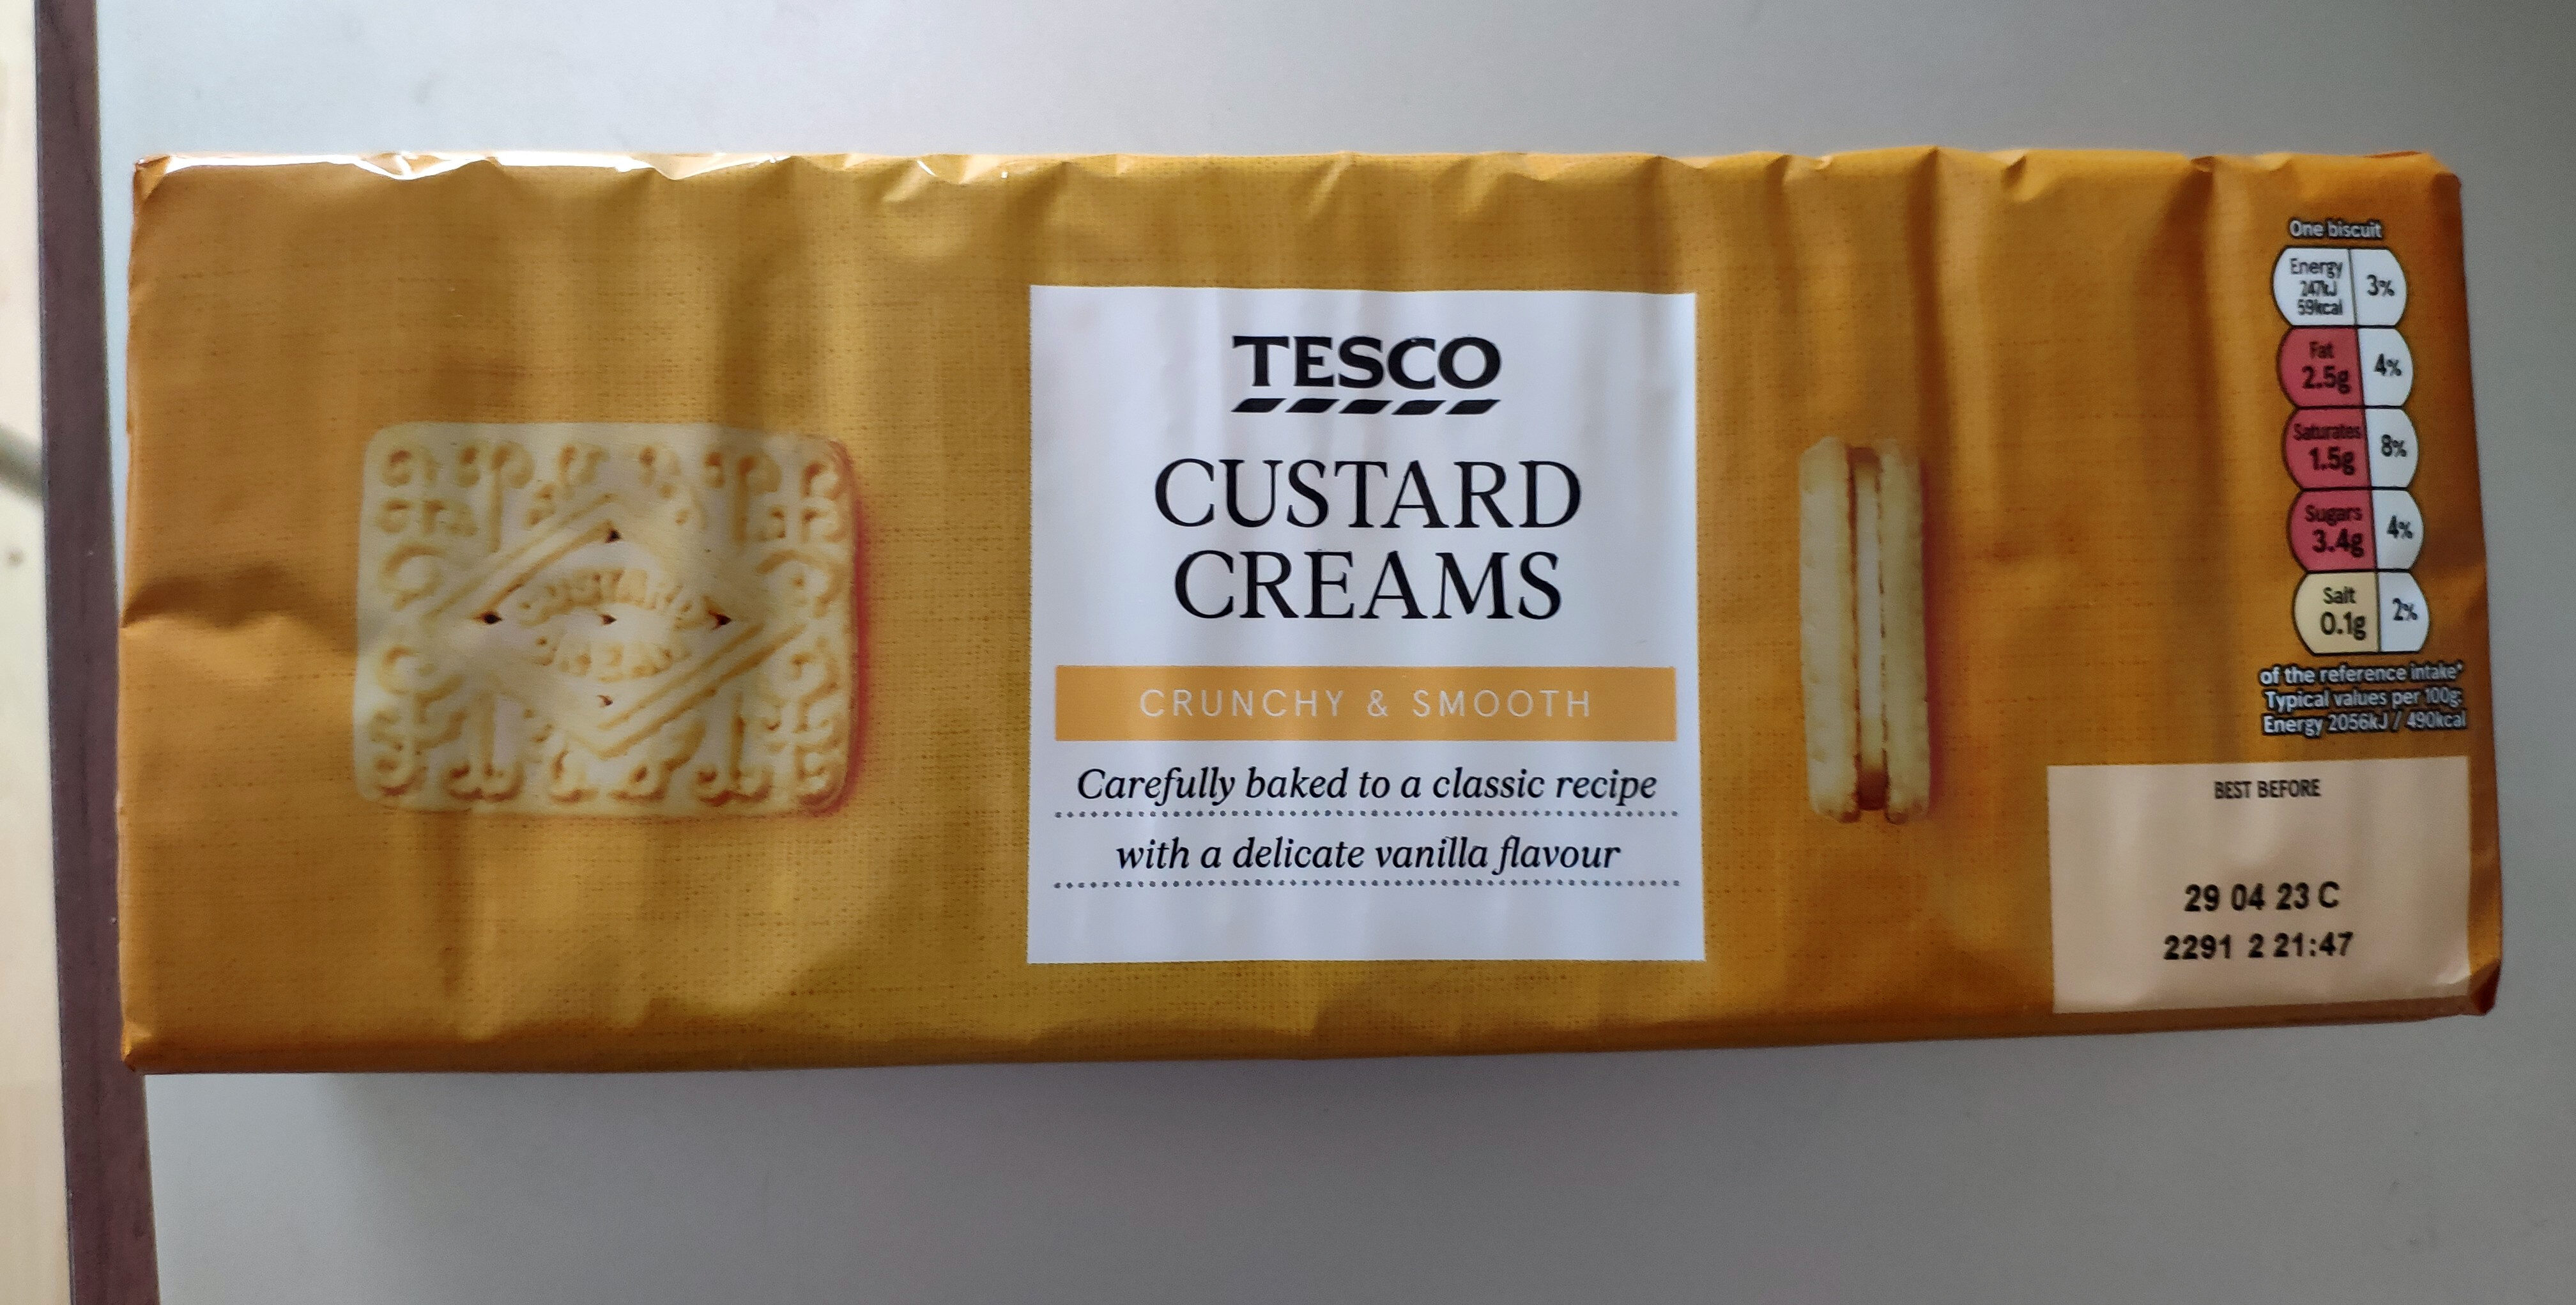 TESCO
CUSTARD
CREAMS
CRUNCHY & SMOOTH
Carefully baked to a classic recipe
with a delicate vanilla flavour
CUSTARD
CREAM
One biscuit
Energy
247kJ
59kcal
3%
Fat
2.5g
4%
Saturates
1.5g
8%
Sugars
3.4g
4%
Salt
0.1g
2%
of the reference intake*
Typical values per 100g:
Energy 2056kJ / 490kcal
BEST BEFORE
29 04 23 C
2291 2 21:47